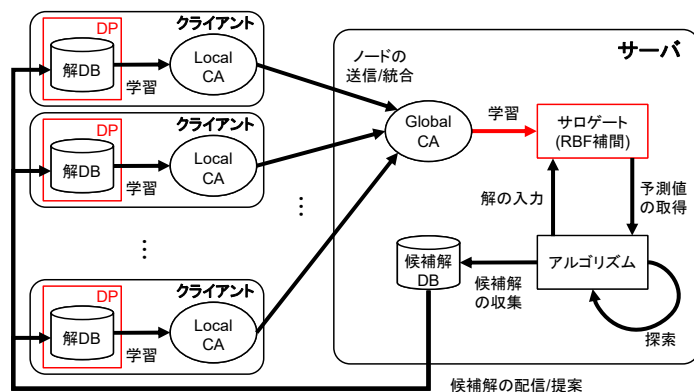 クライアント
DP
解DB
学習
Local
CA
クライアント
DP
解DB
学習
Local
CA
…
…
クライアント
DP
解DB
学習
Local
CA
サーバ
ノードの
送信/統合
Global
CA
学習
サロゲート
(RBF補間)
解の入力
予測値
の取得
候補解
DB
候補解
の収集
アルゴリズム
探索
候補解の配信/提案